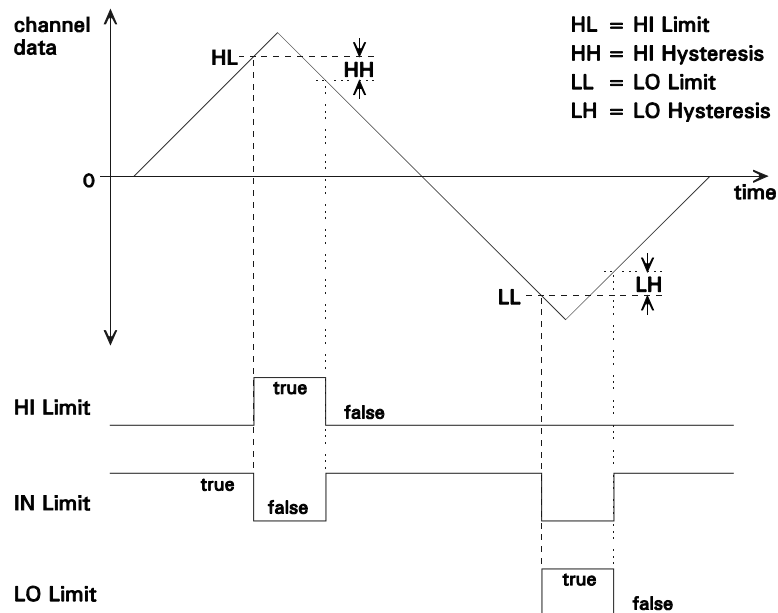 channel
data
HL = HI Limit
HH = HI Hysteresis
LL = LO Limit
LH = LO Hysteresis
HL
HH
0
time
LL
LH
HI Limit
true
false
IN Limit
true
false
LO Limit
true
false